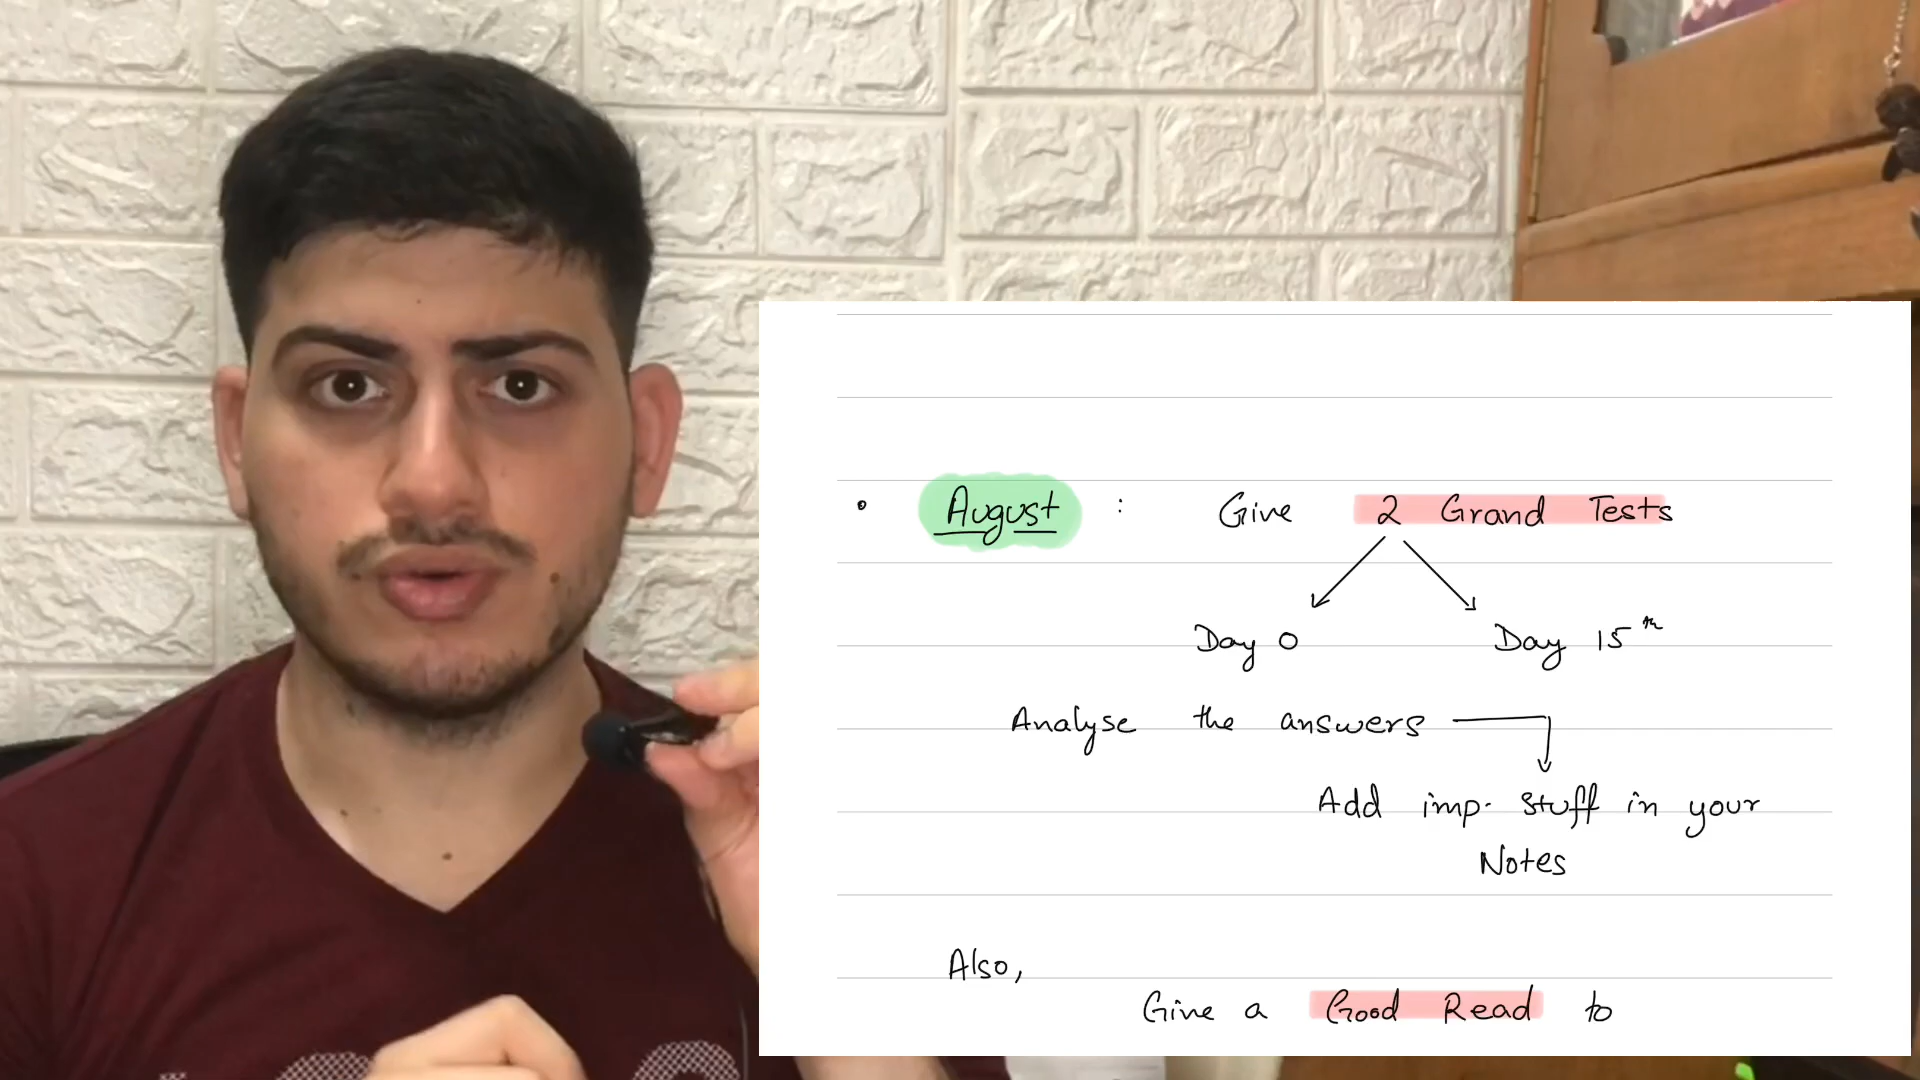 • August : Give 2 Grand Tests
Day 0 Day 15th
Analyse the answers
Add imp. stuff in your
Notes
Also,
Give a Good Read to